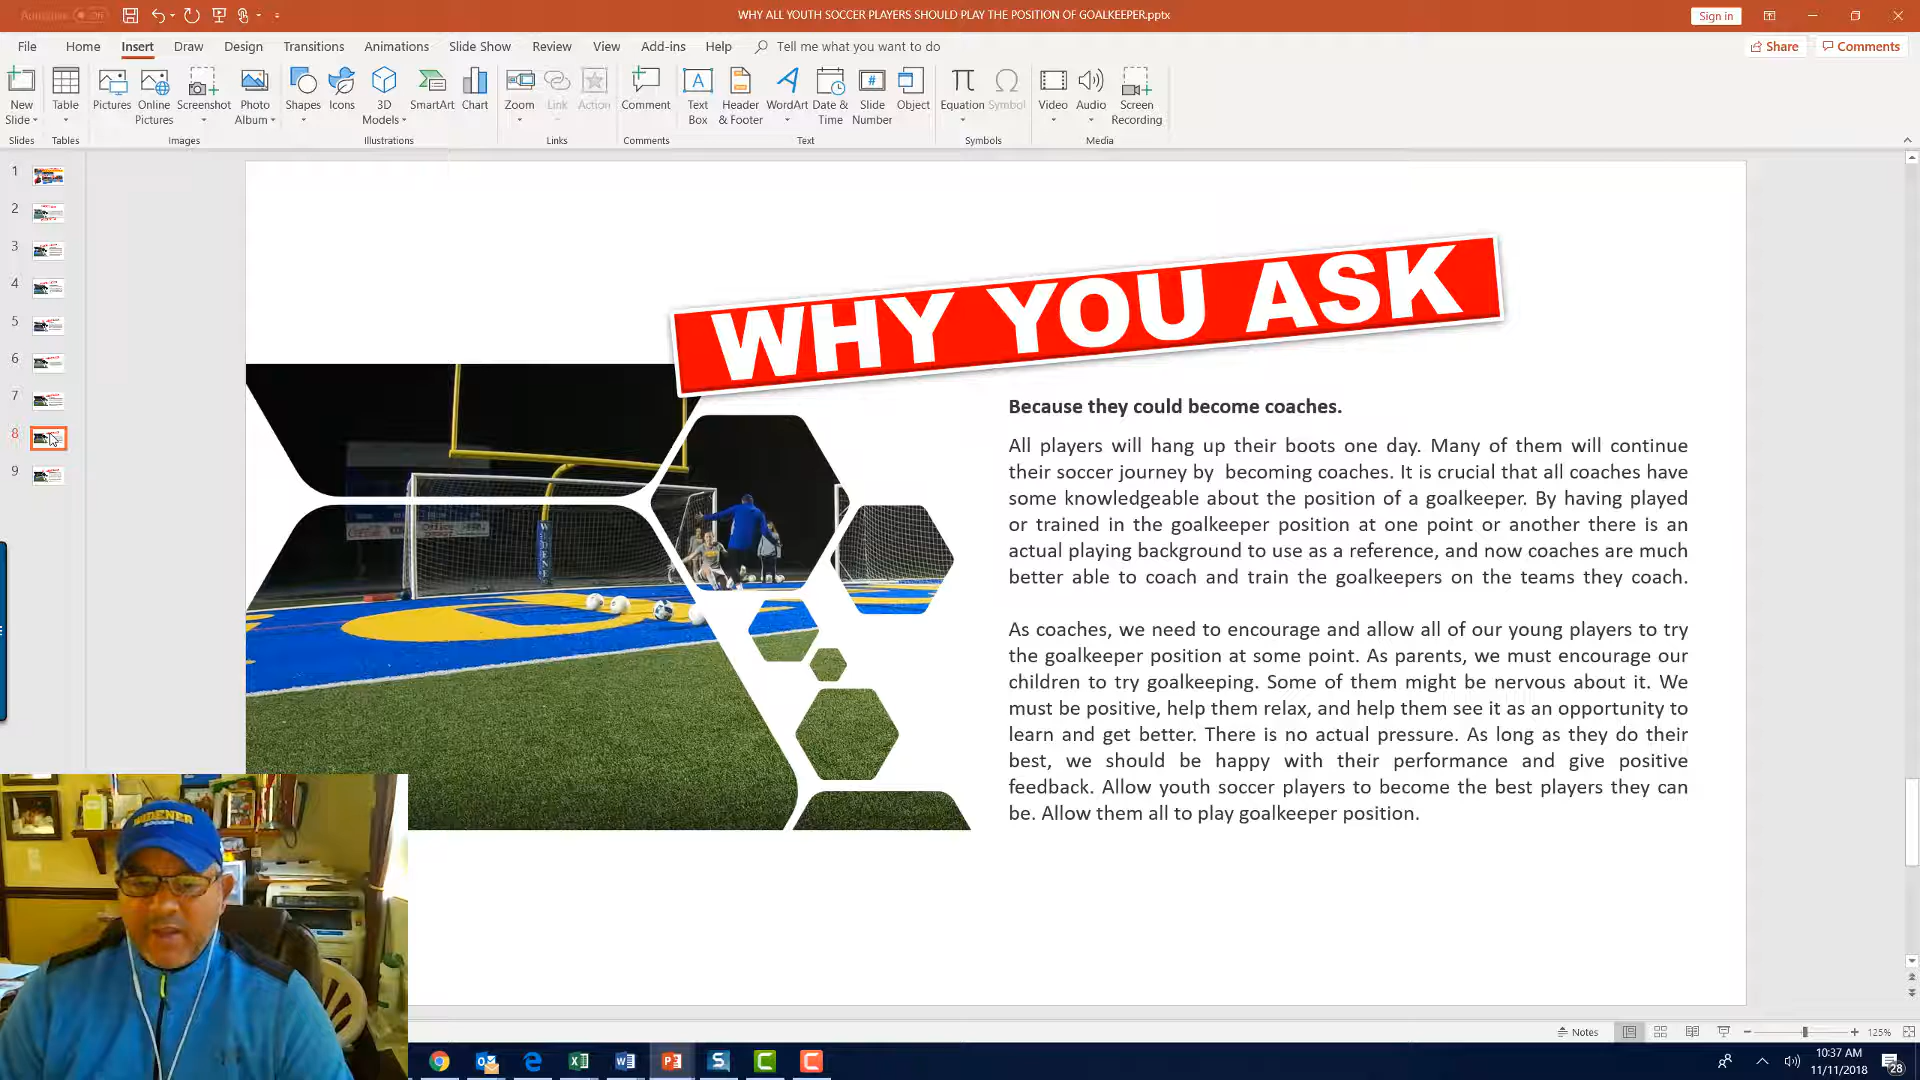 AutoSave Off
WHY ALL YOUTH SOCCER PLAYERS SHOULD PLAY THE POSITION OF GOALKEEPER.pptx
Sign in
File Home Insert Draw Design Transitions Animations Slide Show Review View Add-ins Help Tell me what you want to do
Share Comments
New Slide Table Pictures Online Pictures Screenshot Photo Album Shapes Icons 3D Models SmartArt Chart Zoom Link Action Comment Text Box Header & Footer WordArt Date & Time Slide Number Object Equation Symbol Video Audio Screen Recording
Slides Tables Images Illustrations Links Comments Text Symbols Media
1
2
3
4
5
6
7
8
9
WHY YOU ASK
Because they could become coaches.
All players will hang up their boots one day. Many of them will continue
their soccer journey by becoming coaches. It is crucial that all coaches have
some knowledgeable about the position of a goalkeeper. By having played
or trained in the goalkeeper position at one point or another there is an
actual playing background to use as a reference, and now coaches are much
better able to coach and train the goalkeepers on the teams they coach.
As coaches, we need to encourage and allow all of our young players to try
the goalkeeper position at some point. As parents, we must encourage our
children to try goalkeeping. Some of them might be nervous about it. We
must be positive, help them relax, and help them see it as an opportunity to
learn and get better. There is no actual pressure. As long as they do their
best, we should be happy with their performance and give positive
feedback. Allow youth soccer players to become the best players they can
be. Allow them all to play goalkeeper position.
WIDENER
WIDENER
Notes
125%
10:37 AM
11/11/2018
28